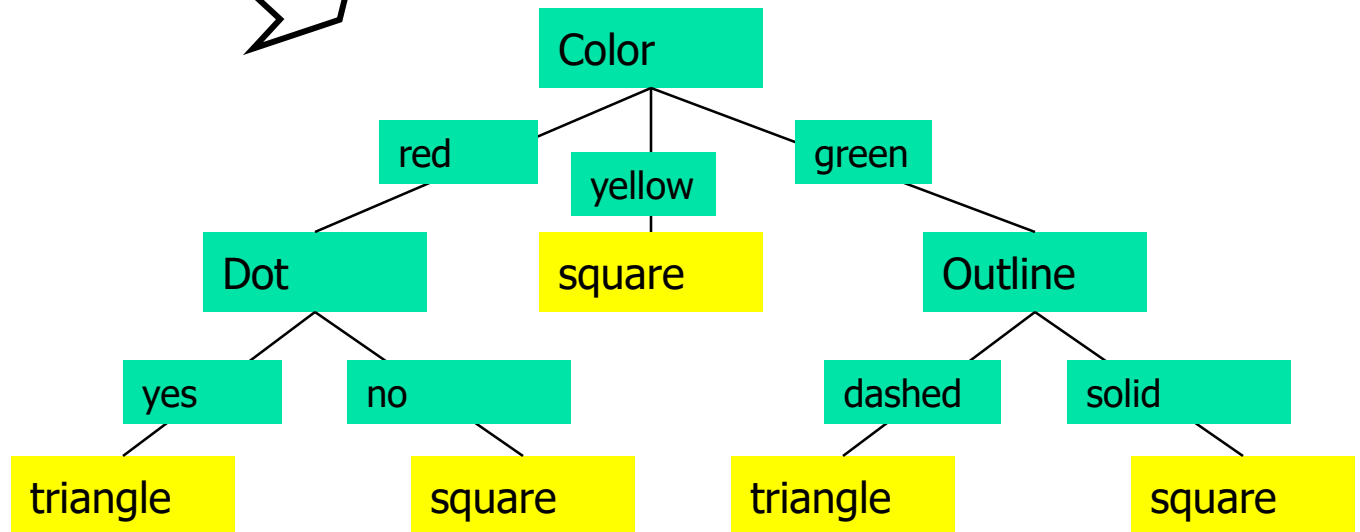 Color
red
green
yellow
Dot
square
Outline
yes
no
dashed
solid
triangle
square
triangle
square